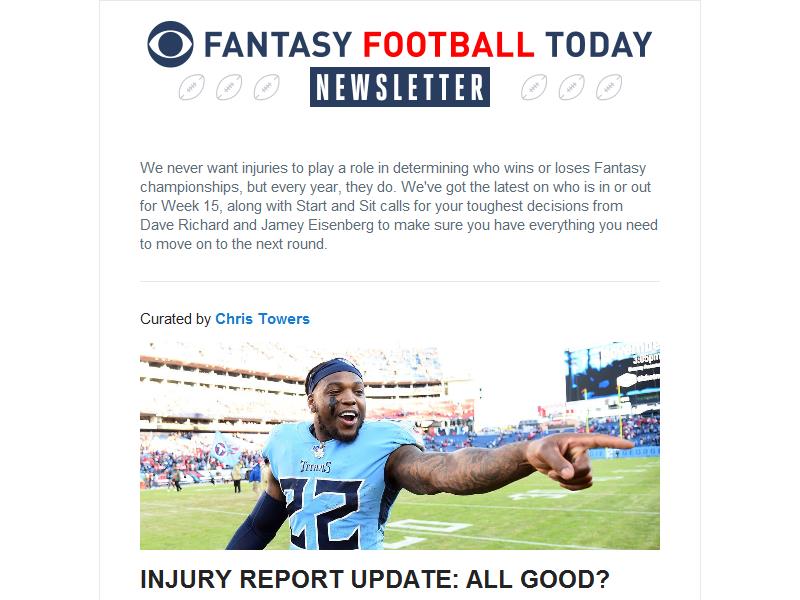 FANTASY FOOTBALL TODAY
NEWSLETTER
We never want injuries to play a role in determining who wins or loses Fantasy
championships, but every year, they do. We've got the latest on who is in or out
for Week 15, along with Start and Sit calls for your toughest decisions from
Dave Richard and Jamey Eisenberg to make sure you have everything you need
to move on to the next round.
Curated by Chris Towers
TITANS
22
INJURY REPORT UPDATE: ALL GOOD?